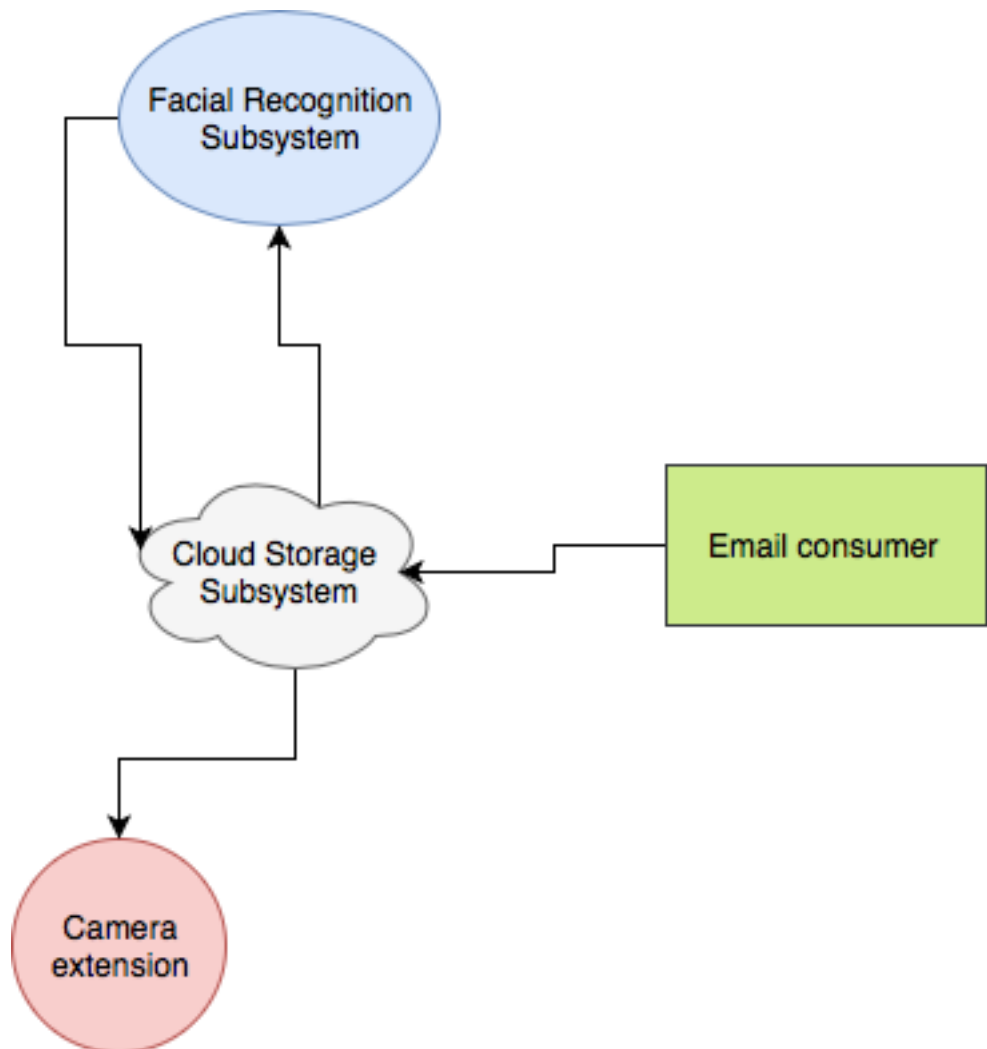 Facial Recognition
Subsystem
Cloud Storage
Subsystem
Email consumer
Camera
extension